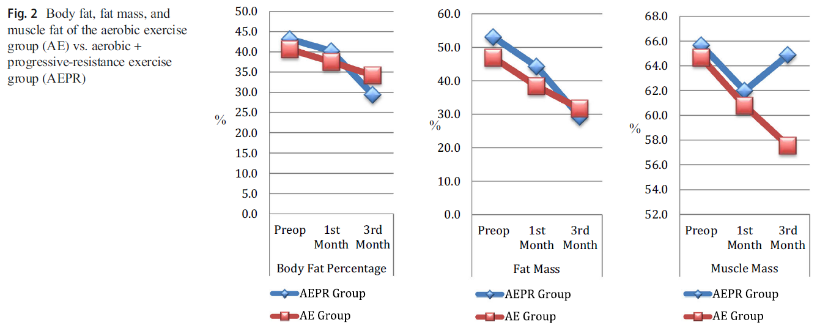 Fig. 2 Body fat, fat mass, and
muscle fat of the aerobic exercise
group (AE) vs. aerobic +
progressive-resistance exercise
group (AEPR)
50.0
45.0
40.0
35.0
30.0
25.0
20.0
15.0
10.0
5.0
0.0
%
Preop
1st
Month
3rd
Month
Body Fat Percentage
AEPR Group
AE Group
60.0
50.0
40.0
30.0
20.0
10.0
0.0
%
Preop
1st
Month
3rd
Month
Fat Mass
AEPR Group
AE Group
68.0
66.0
64.0
62.0
60.0
58.0
56.0
54.0
52.0
%
Preop
1st
Month
3rd
Month
Muscle Mass
AEPR Group
AE Group